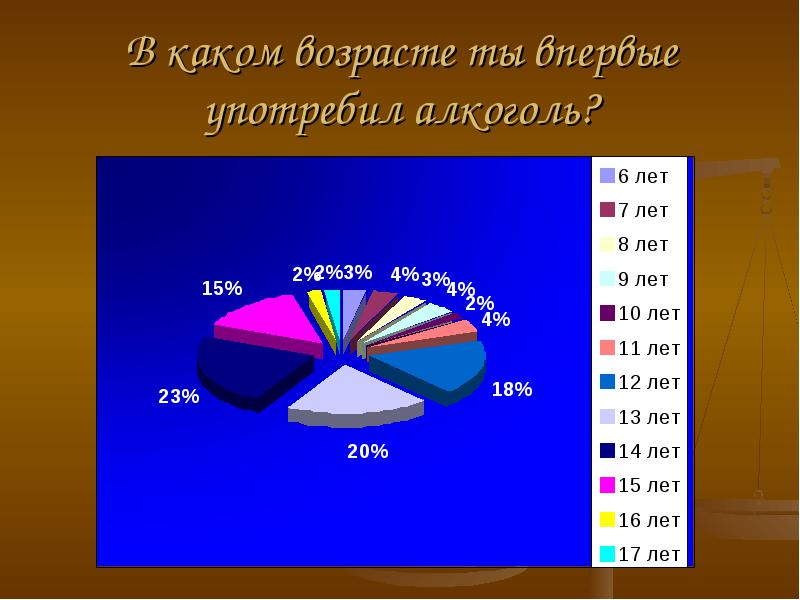 В каком возрасте ты впервые
употребил алкоголь?
2% 2% 3% 4% 3% 4% 2% 4%
15%
18%
23%
20%
6 лет
7 лет
8 лет
9 лет
10 лет
11 лет
12 лет
13 лет
14 лет
15 лет
16 лет
17 лет